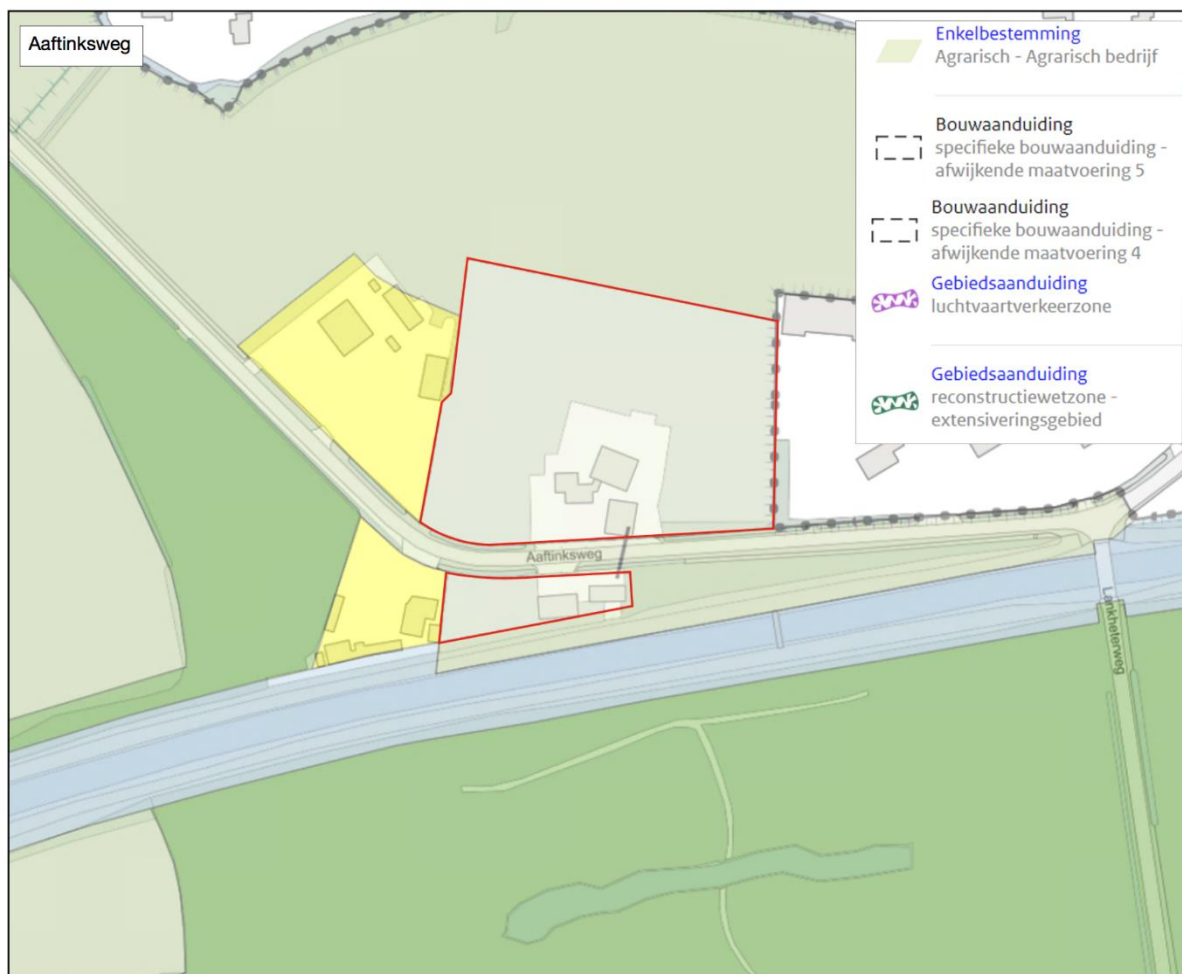 Aaftinksweg
Enkelbestemming
Agrarisch - Agrarisch bedrijf
Bouwaanduiding
specifieke bouwaanduiding -
afwijkende maatvoering 5
Bouwaanduiding
specifieke bouwaanduiding -
afwijkende maatvoering 4
Gebiedsaanduiding
luchtvaartverkeerzone
Gebiedsaanduiding
reconstructiewetzone -
extensiveringsgebied
Aaftinksweg
Lankheterweg